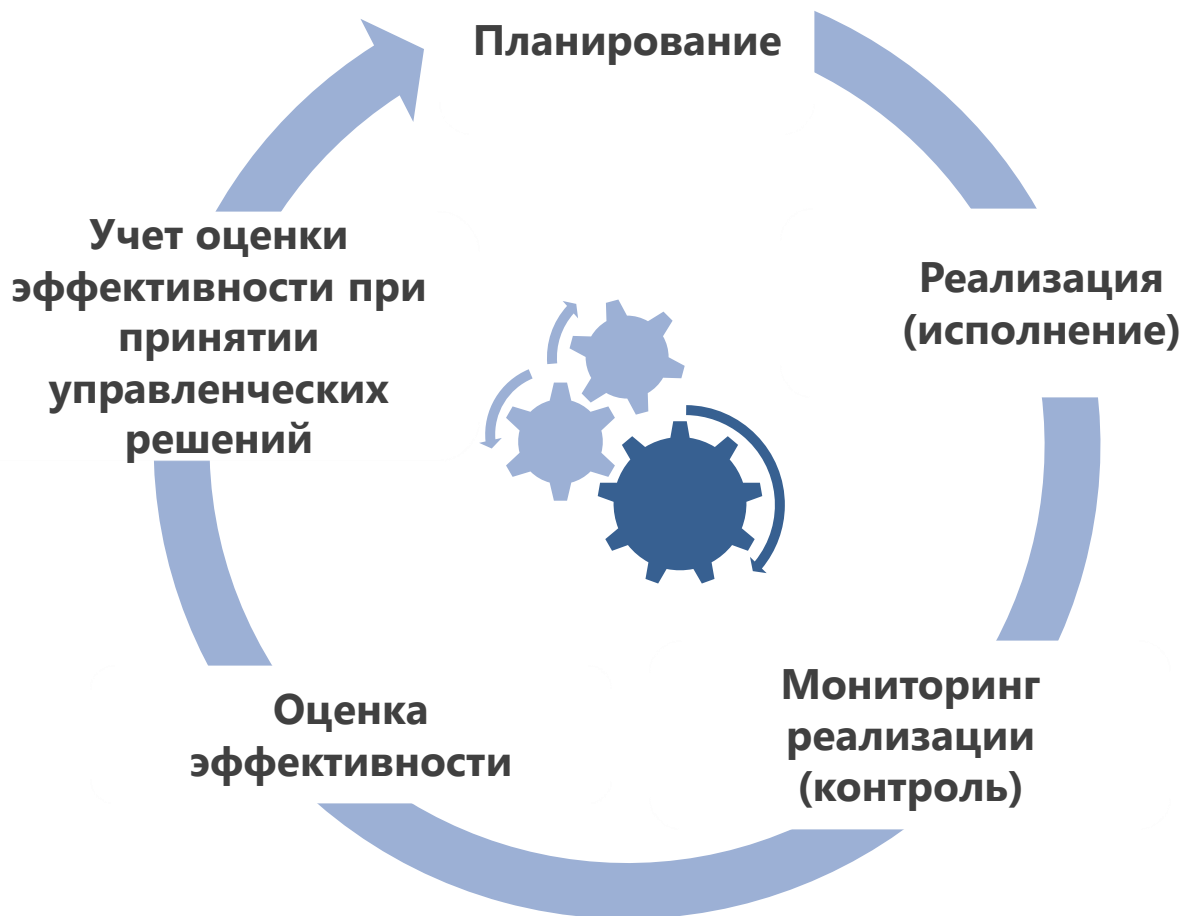 Планирование
Реализация
(исполнение)
Мониторинг
реализации
(контроль)
Оценка
эффективности
Учет оценки
эффективности при
принятии
управленческих
решений